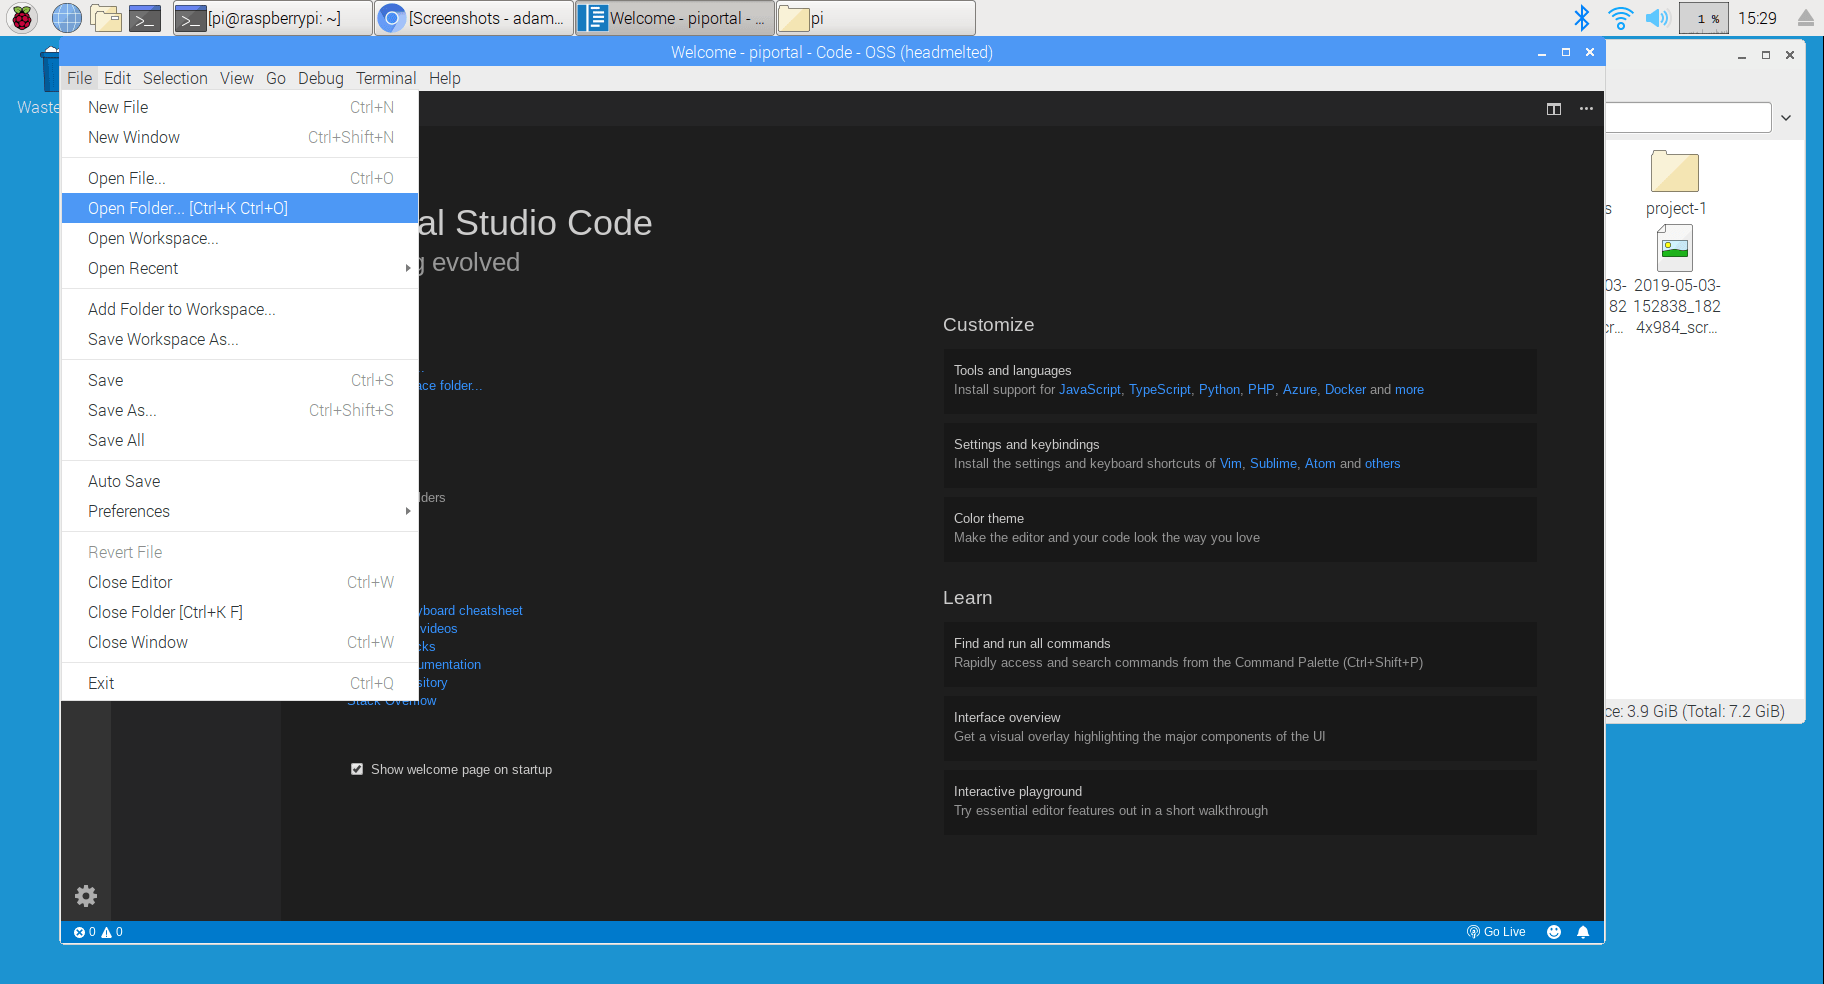 [pi@raspberrypi: ~]
[Screenshots - adam...
Welcome - piportal - ...
pi
1 %
15:29
Waste
Welcome - piportal - Code - OSS (headmelted)
File Edit Selection View Go Debug Terminal Help
New File Ctrl+N
New Window Ctrl+Shift+N
Open File... Ctrl+O
Open Folder... [Ctrl+K Ctrl+O]
Open Workspace...
Open Recent
Add Folder to Workspace...
Save Workspace As...
Save Ctrl+S
Save As... Ctrl+Shift+S
Save All
Auto Save
Preferences
Revert File
Close Editor Ctrl+W
Close Folder [Ctrl+K F]
Close Window Ctrl+W
Exit Ctrl+Q
al Studio Code
g evolved
ace folder...
lders
yboard cheatsheet
videos
cks
umentation
sitory
Stack Overflow
Show welcome page on startup
Customize
Tools and languages
Install support for JavaScript, TypeScript, Python, PHP, Azure, Docker and more
Settings and keybindings
Install the settings and keyboard shortcuts of Vim, Sublime, Atom and others
Color theme
Make the editor and your code look the way you love
Learn
Find and run all commands
Rapidly access and search commands from the Command Palette (Ctrl+Shift+P)
Interface overview
Get a visual overlay highlighting the major components of the UI
Interactive playground
Try essential editor features out in a short walkthrough
0 0
Go Live
s
project-1
03-
82
cr...
2019-05-03-
152838_182
4x984_scr...
ce: 3.9 GiB (Total: 7.2 GiB)